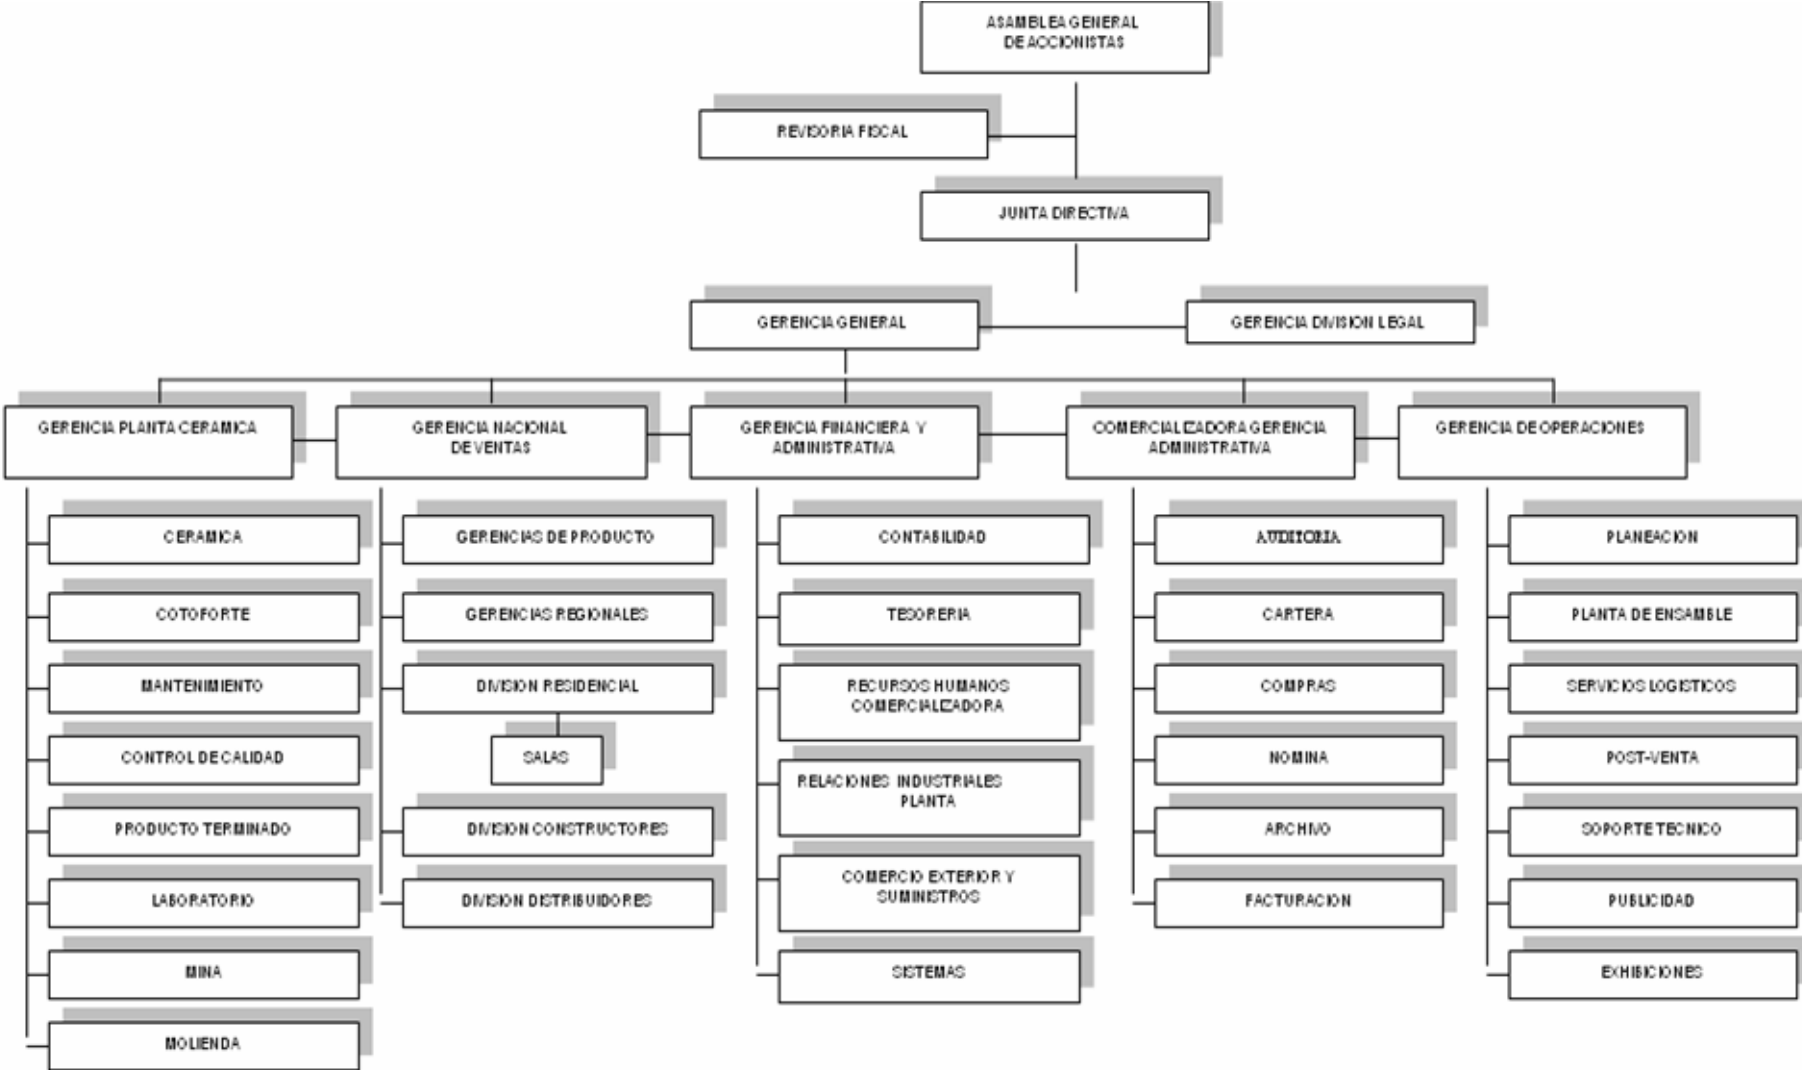 ASAMBLEA GENERAL
DE ACCIONISTAS
REVISORIA FISCAL
JUNTA DIRECTIVA
GERENCIA GENERAL
GERENCIA DIVISION LEGAL
GERENCIA PLANTA CERAMICA
GERENCIA NACIONAL
DE VENTAS
GERENCIA FINANCIERA Y
ADMINISTRATIVA
COMERCIALIZADORA GERENCIA
ADMINISTRATIVA
GERENCIA DE OPERACIONES
CERAMICA
COTOFORTE
MANTENIMIENTO
CONTROL DE CALIDAD
PRODUCTO TERMINADO
LABORATORIO
MINA
MOLIENDA
GERENCIAS DE PRODUCTO
GERENCIAS REGIONALES
DIVISION RESIDENCIAL
SALAS
DIVISION CONSTRUCTORES
DIVISION DISTRIBUIDORES
CONTABILIDAD
TESORERIA
RECURSOS HUMANOS
COMERCIALIZADORA
RELACIONES INDUSTRIALES
PLANTA
COMERCIO EXTERIOR Y
SUMINISTROS
SISTEMAS
AUDITORIA
CARTERA
COMPRAS
NOMINA
ARCHIVO
FACTURACION
PLANEACION
PLANTA DE ENSAMBLE
SERVICIOS LOGISTICOS
POST-VENTA
SOPORTE TECNICO
PUBLICIDAD
EXHIBICIONES